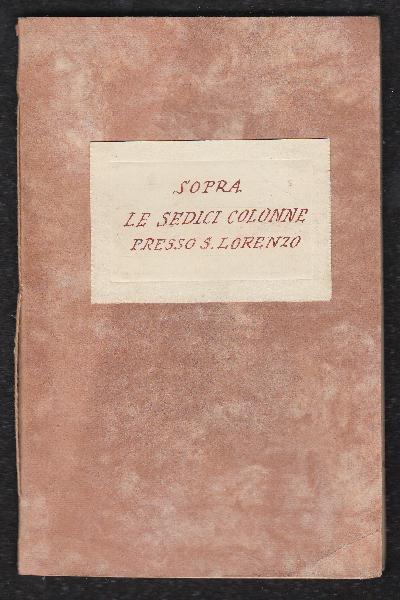 SOPRA
LE SEDICI COLONNE
PRESSO S. LORENZO